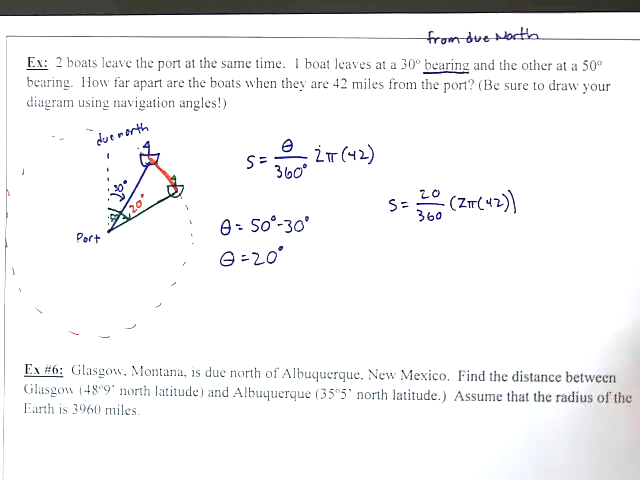 from due North
Ex: 2 boats leave the port at the same time. 1 boat leaves at a 30° bearing and the other at a 50°
bearing. How far apart are the boats when they are 42 miles from the port? (Be sure to draw your
diagram using navigation angles!)
due north
30°
20°
Port
S = θ/360° 2π(42)
θ = 50° - 30°
θ = 20°
S = 20/360 (2π(42))
Ex #6: Glasgow, Montana, is due north of Albuquerque, New Mexico. Find the distance between
Glasgow (48°9' north latitude) and Albuquerque (35°5' north latitude.) Assume that the radius of the
Earth is 3960 miles.